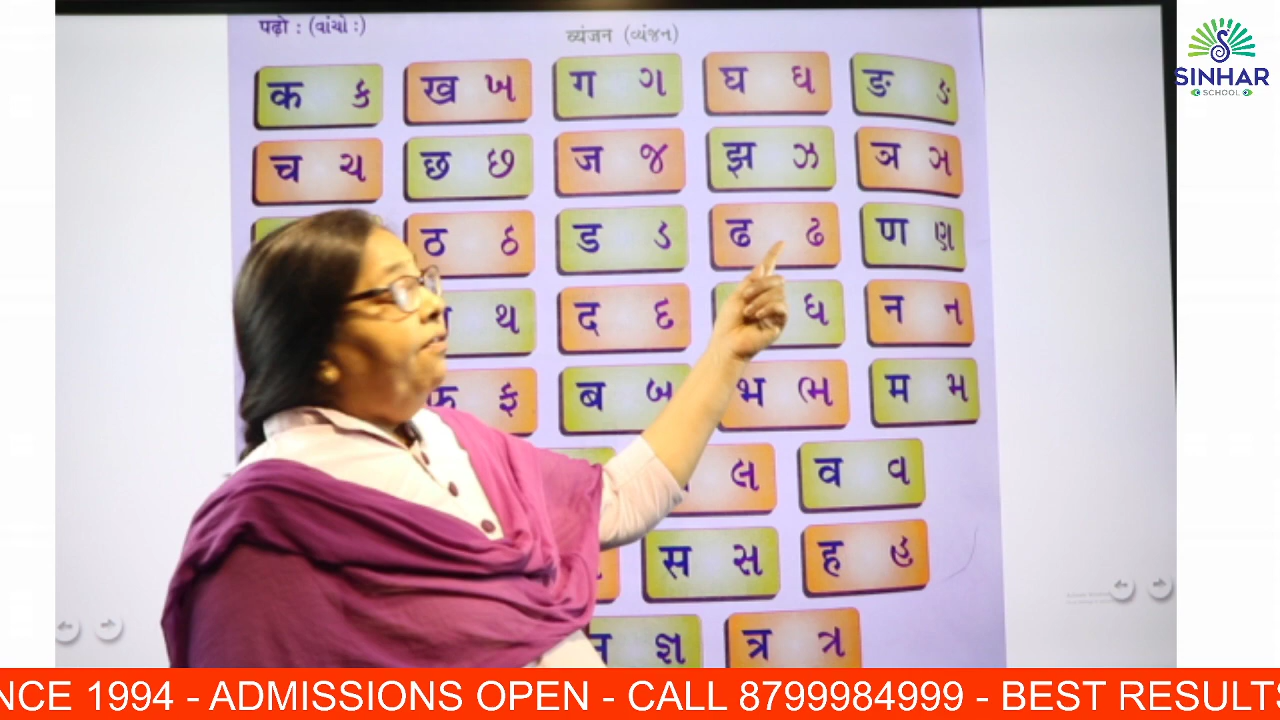 पढ़ो : (વાંચો :)
व्यंजन (વ્યંજન)
क ક ख ખ ग ગ घ ઘ ङ ઙ
च ચ छ છ ज જ झ ઝ ञ ઞ
ठ ઠ ड ડ ढ ઢ ण ણ
થ द દ ઘ न ન
फ ફ ब બ भ ભ म મ
લ व વ
स સ ह હ
જ્ઞ त्र ત્ર
SINHAR
SCHOOL
NCE 1994 - ADMISSIONS OPEN - CALL 8799984999 - BEST RESULTS